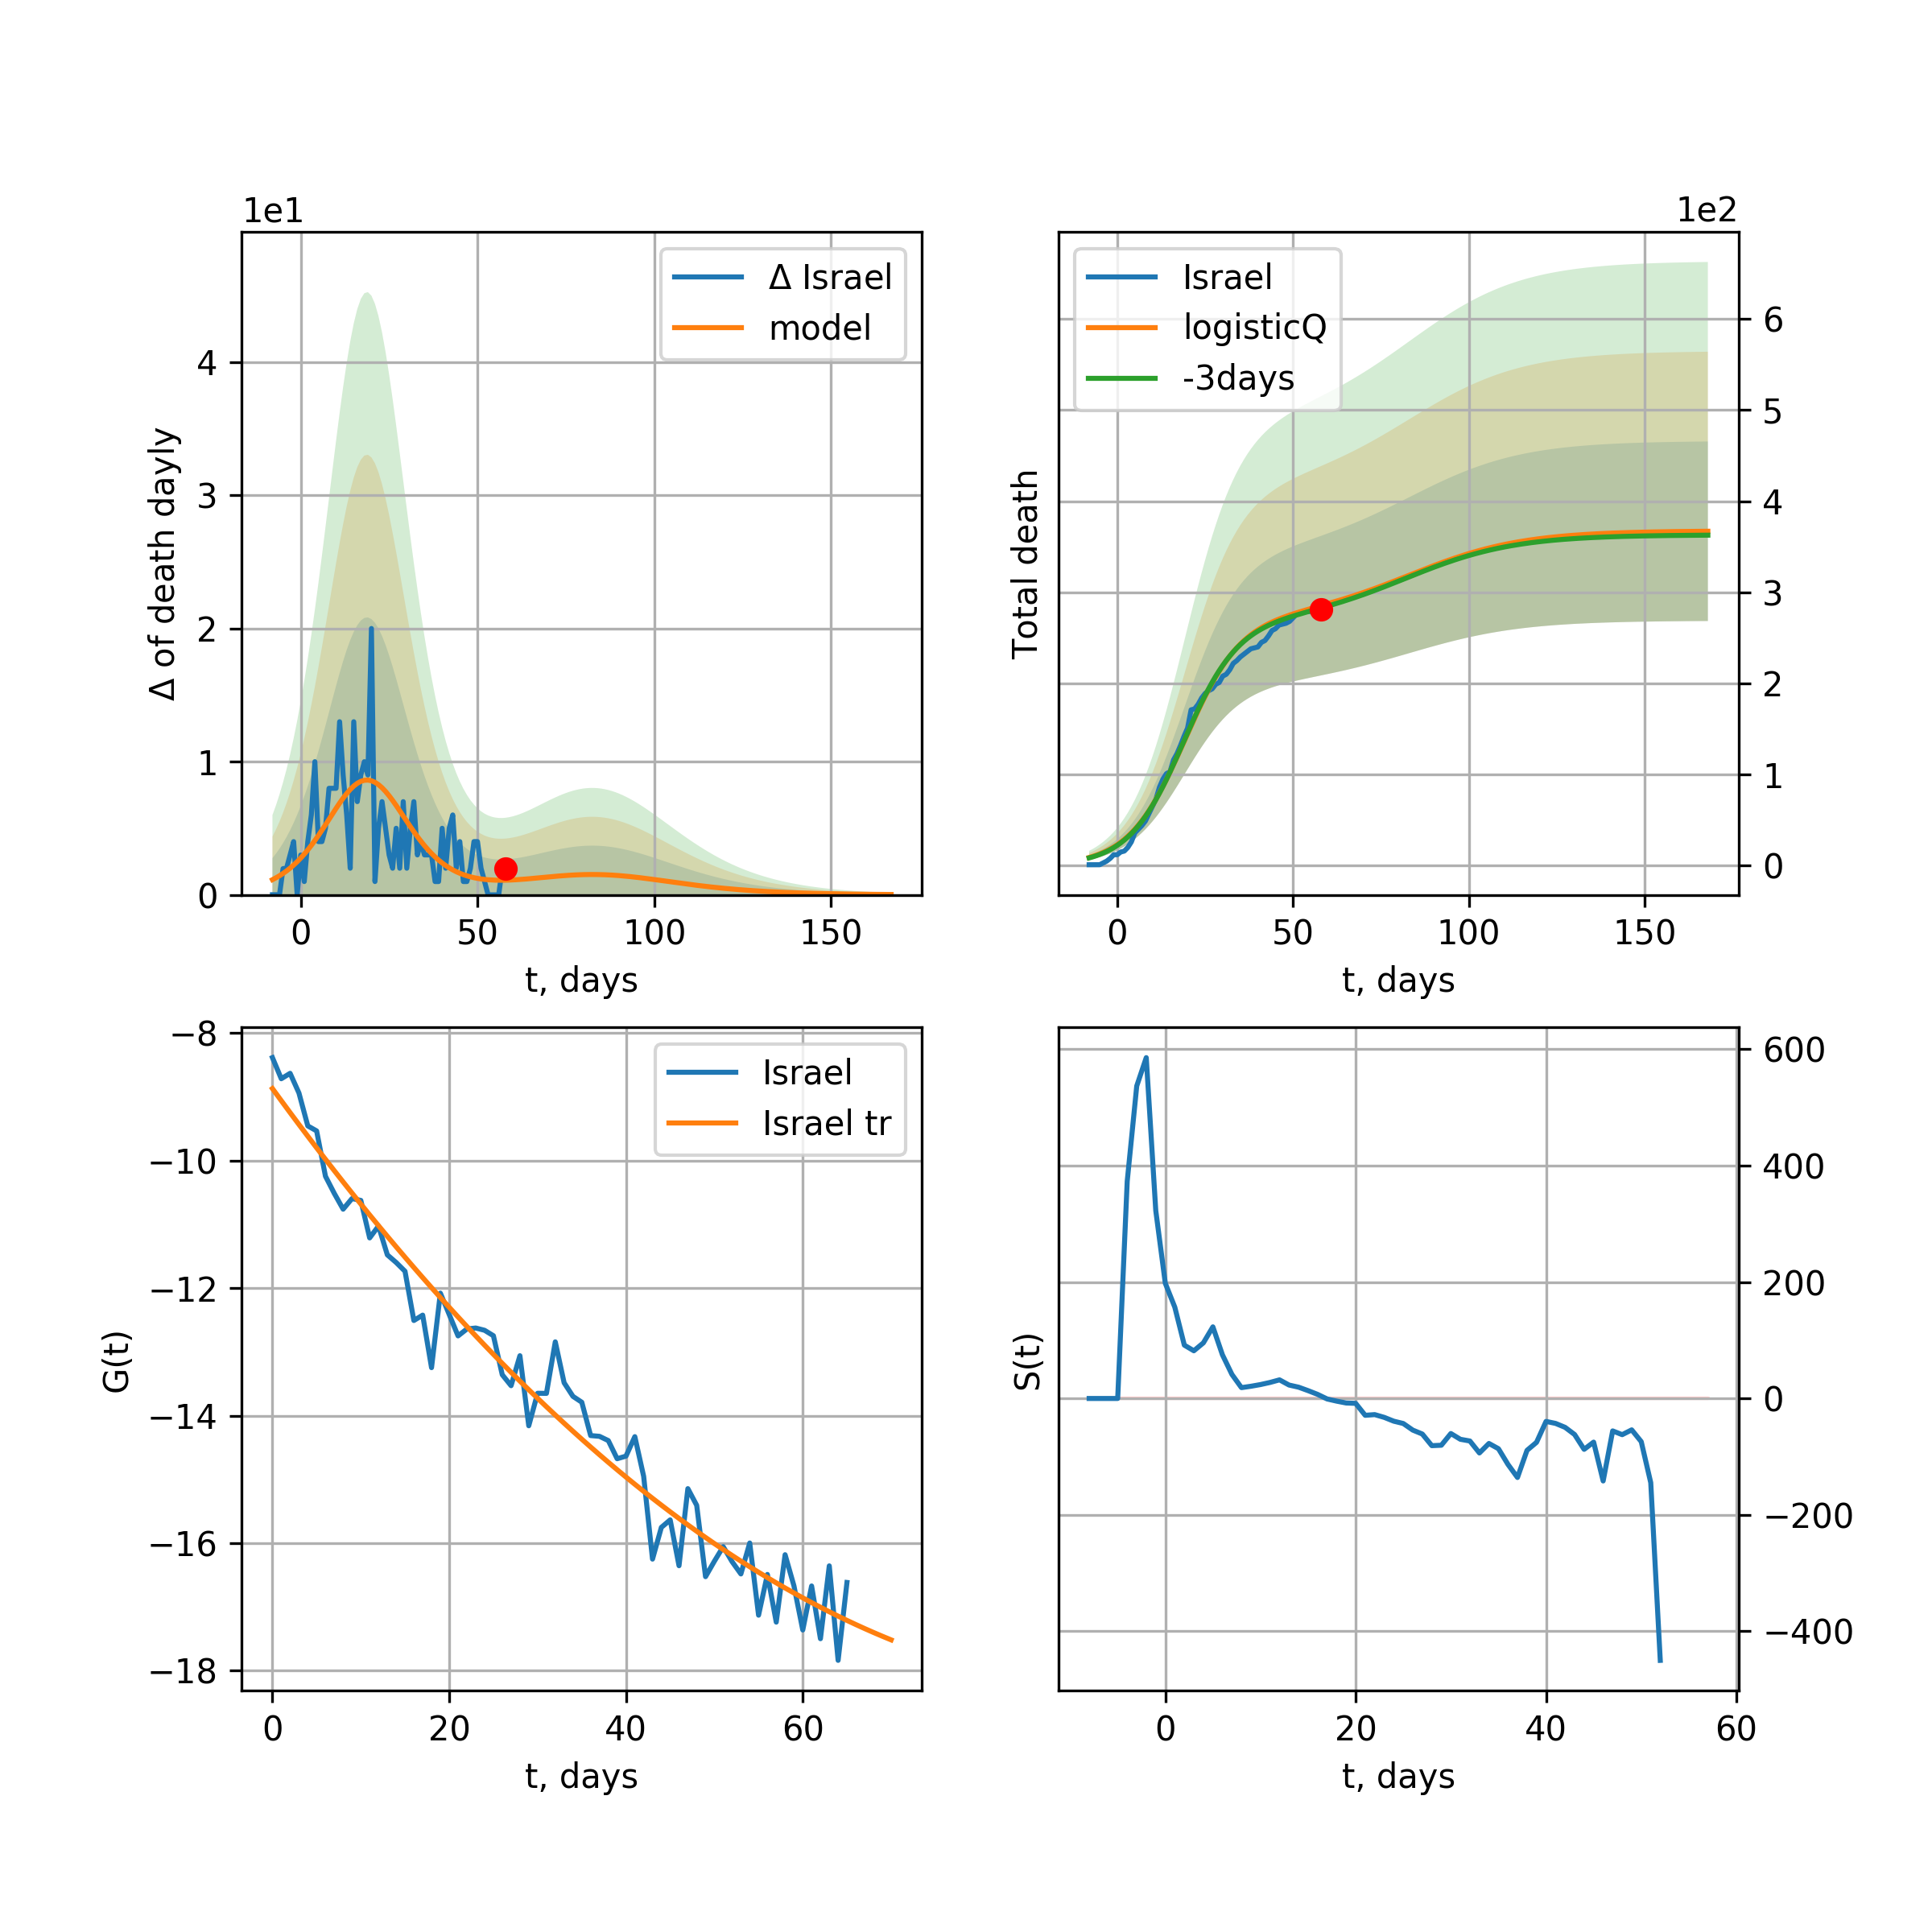 1e1
Δ Israel
model
4
3
2
1
0
Δ of death dayly
0 50 100 150
t, days
1e2
Israel
logisticQ
-3days
6
5
4
3
2
1
0
Total death
0 50 100 150
t, days
−8
−10
−12
−14
−16
−18
G(t)
Israel
Israel tr
0 20 40 60
t, days
600
400
200
0
−200
−400
S(t)
0 20 40 60
t, days